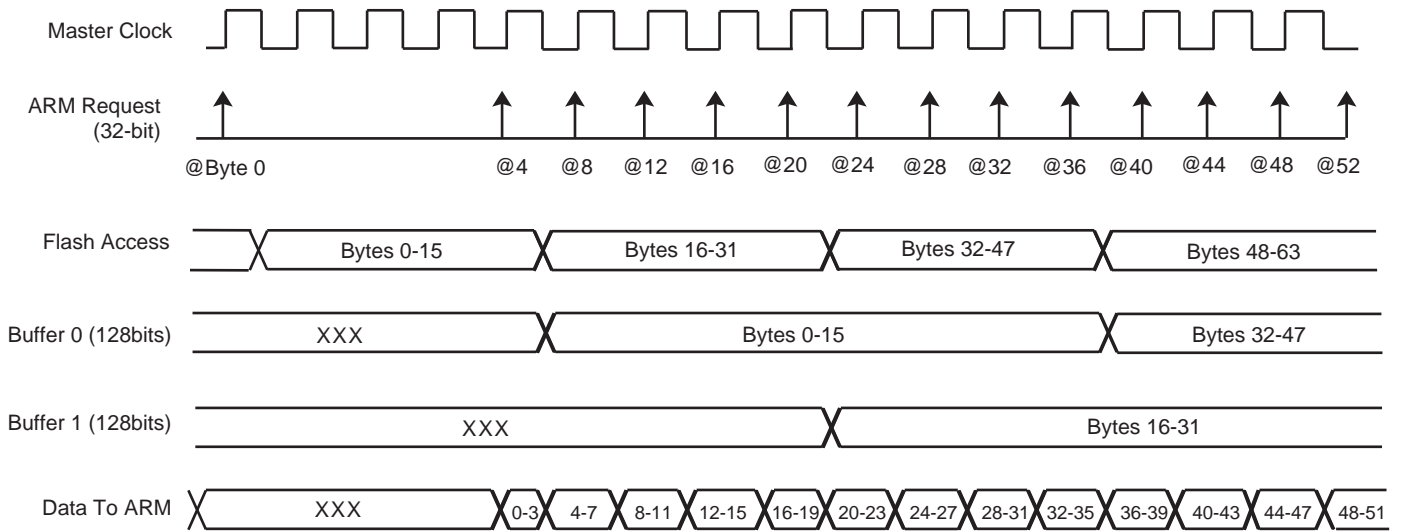 Master Clock
ARM Request
(32-bit)
@Byte 0 @4 @8 @12 @16 @20 @24 @28 @32 @36 @40 @44 @48 @52
Flash Access Bytes 0-15 Bytes 16-31 Bytes 32-47 Bytes 48-63
Buffer 0 (128bits) XXX Bytes 0-15 Bytes 32-47
Buffer 1 (128bits) XXX Bytes 16-31
Data To ARM XXX 0-3 4-7 8-11 12-15 16-19 20-23 24-27 28-31 32-35 36-39 40-43 44-47 48-51